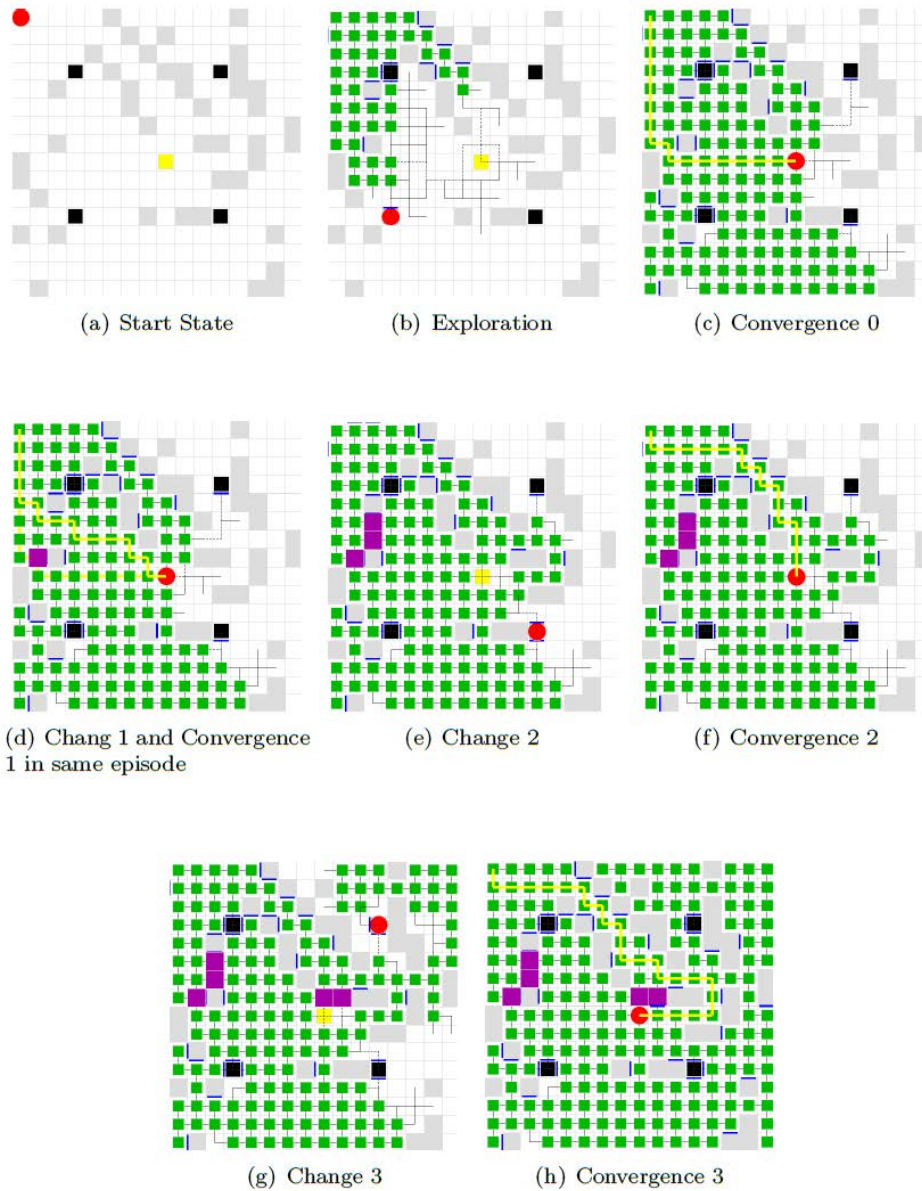 (a) Start State
(b) Exploration
(c) Convergence 0
(d) Chang 1 and Convergence
1 in same episode
(e) Change 2
(f) Convergence 2
(g) Change 3
(h) Convergence 3